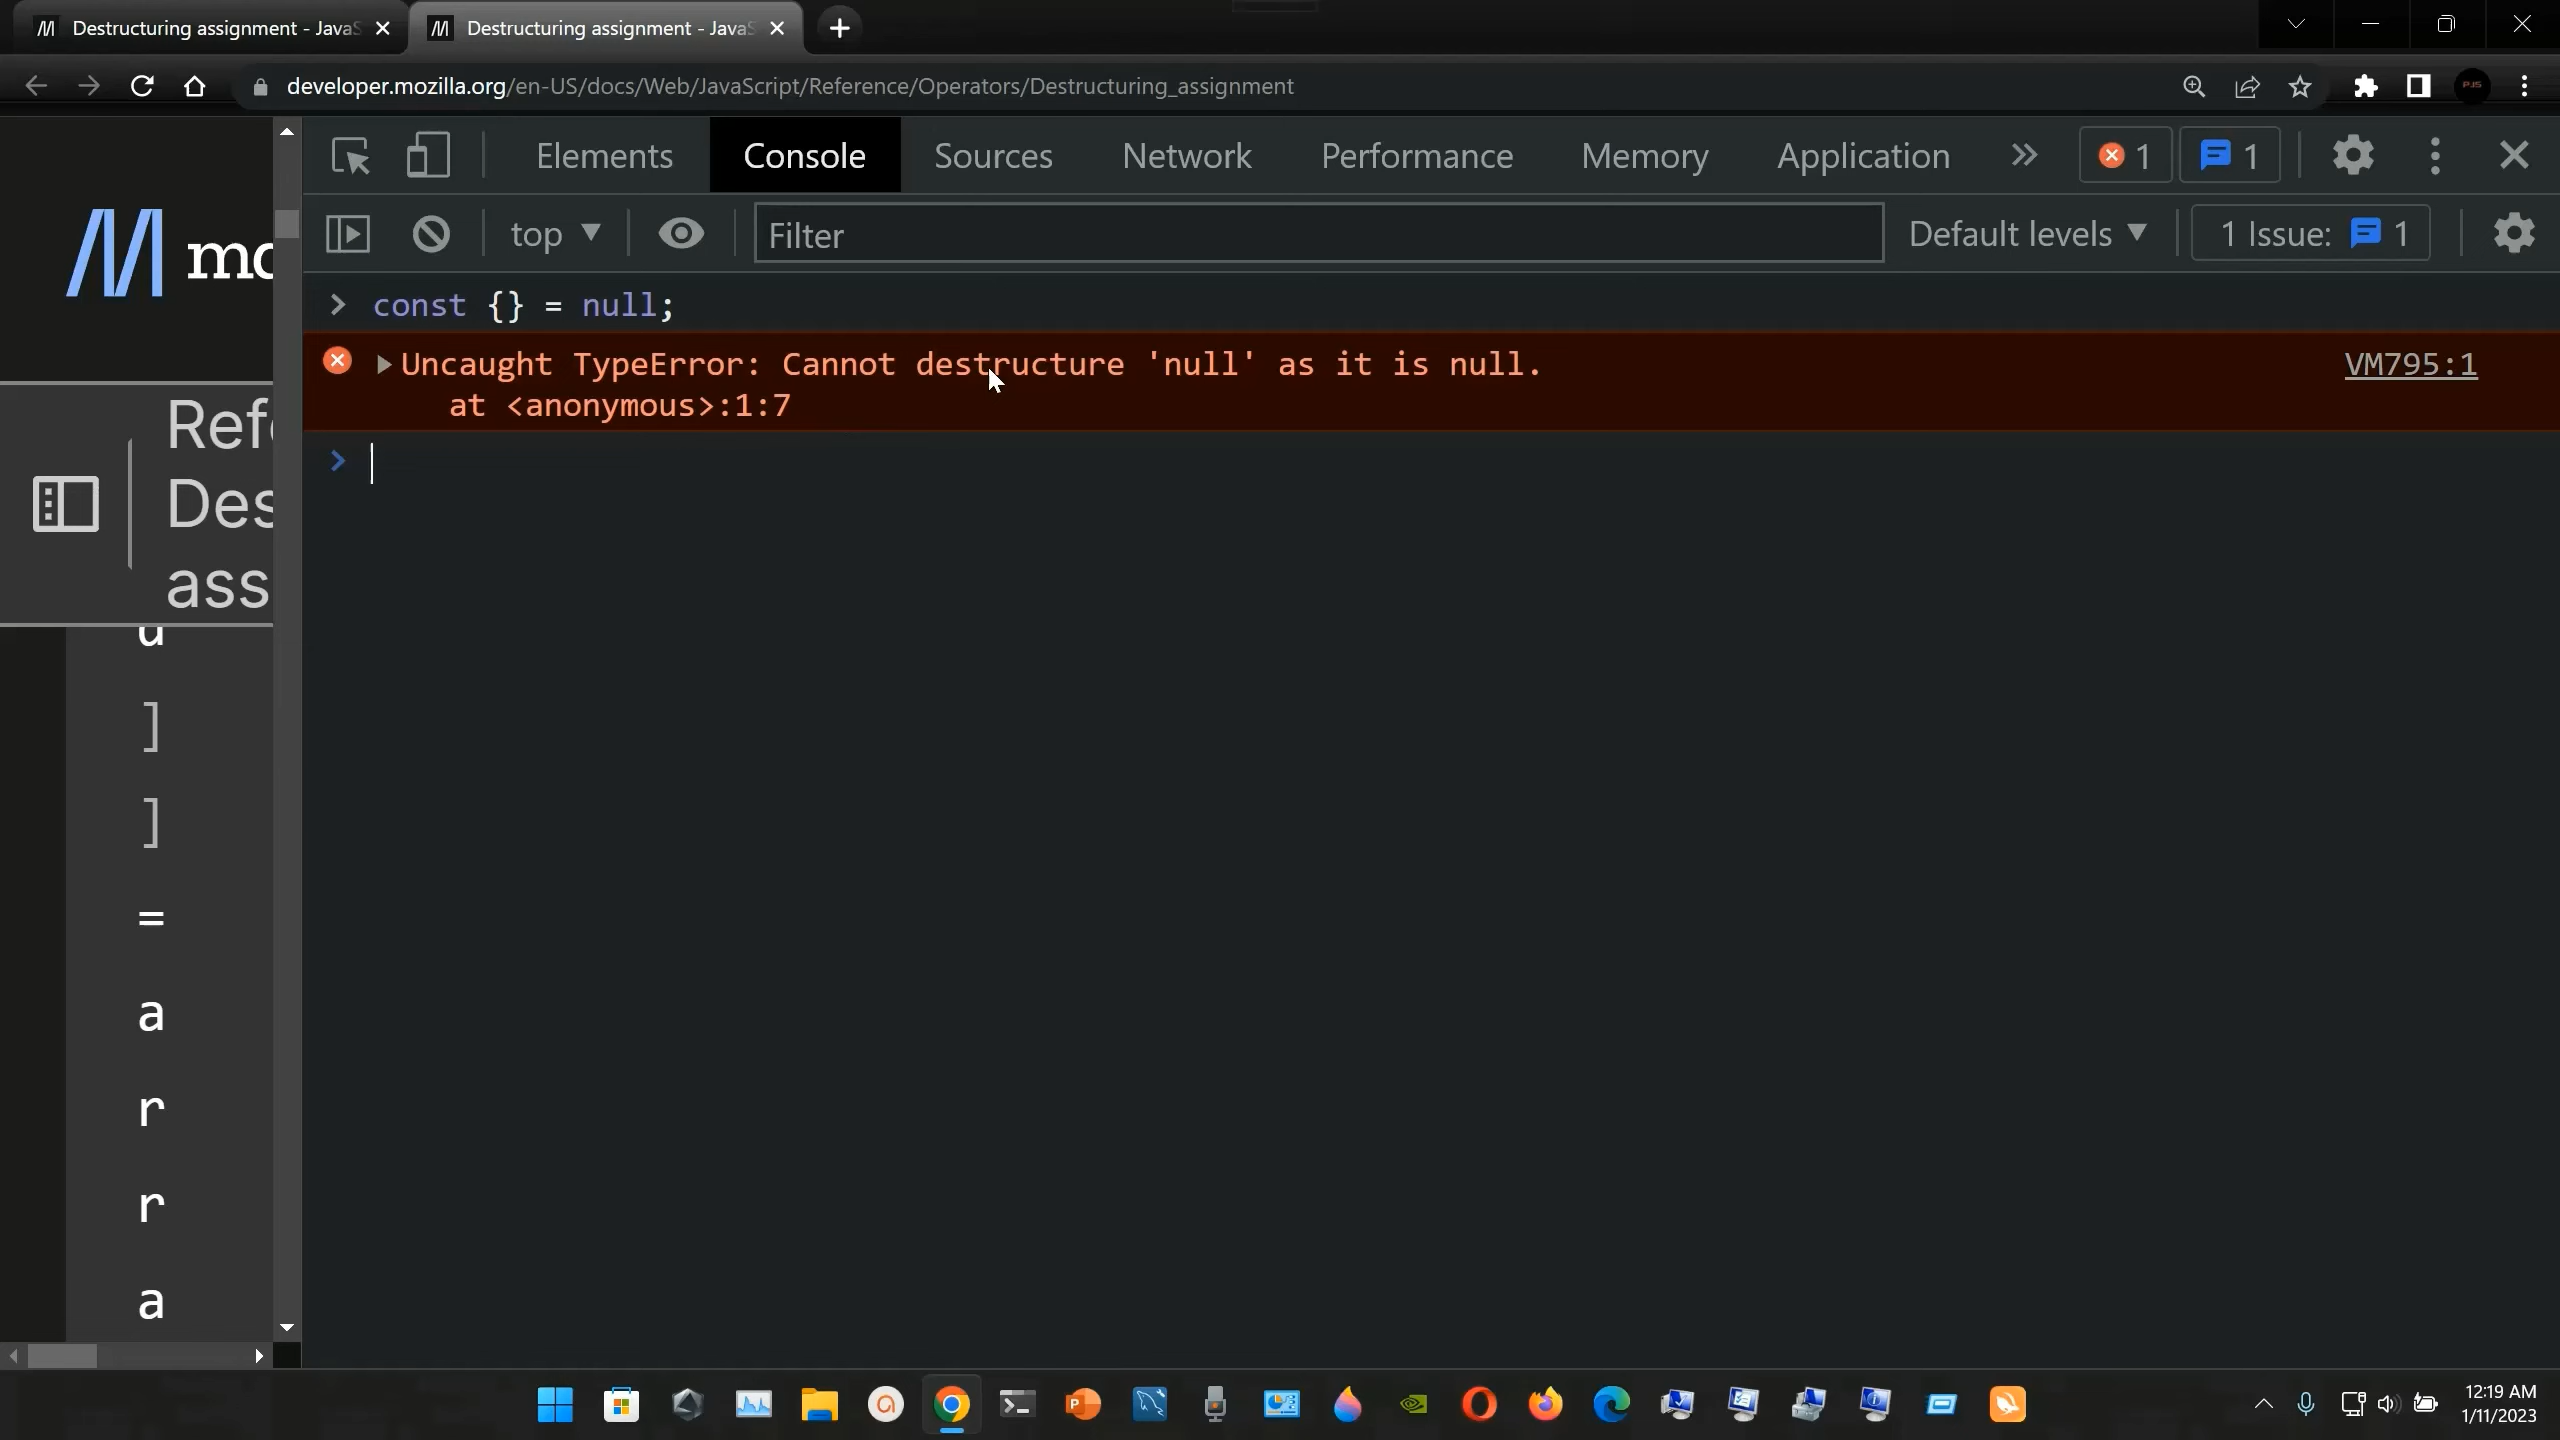 Destructuring assignment - Javas
Destructuring assignment - Javas
developer.mozilla.org/en-US/docs/Web/JavaScript/Reference/Operators/Destructuring_assignment
PJS
Elements Console Sources Network Performance Memory Application 1 1
top Filter Default levels 1 Issue: 1
const {} = null;
Uncaught TypeError: Cannot destructure 'null' as it is null. VM795:1
at <anonymous>:1:7
mo
Refe
Des
ass
]
]
=
a
r
r
a
12:19 AM
1/11/2023